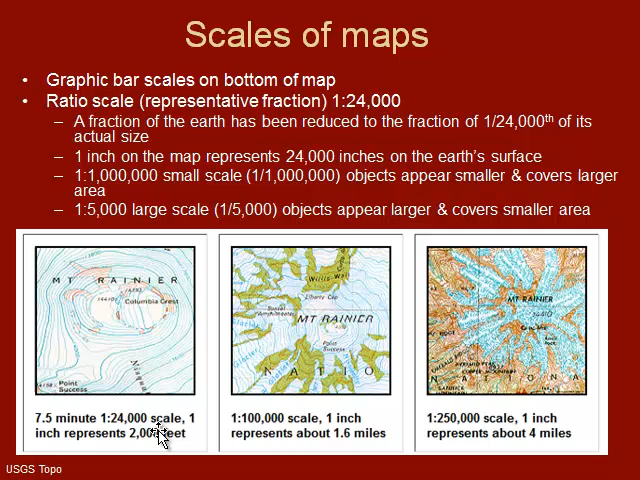 Scales of maps
• Graphic bar scales on bottom of map
• Ratio scale (representative fraction) 1:24,000
– A fraction of the earth has been reduced to the fraction of 1/24,000th of its
actual size
– 1 inch on the map represents 24,000 inches on the earth's surface
– 1:1,000,000 small scale (1/1,000,000) objects appear smaller & covers larger
area
– 1:5,000 large scale (1/5,000) objects appear larger & covers smaller area
MT RAINIER
Columbia Crest
Point
Success
Willis Wall
Liberty Cap
Sunset
Amphitheatre
MT RAINIER
Point
Success
Glacier
NATIO
MT RAINIER
NATIONA
7.5 minute 1:24,000 scale, 1
inch represents 2,000 feet
1:100,000 scale, 1 inch
represents about 1.6 miles
1:250,000 scale, 1 inch
represents about 4 miles
USGS Topo